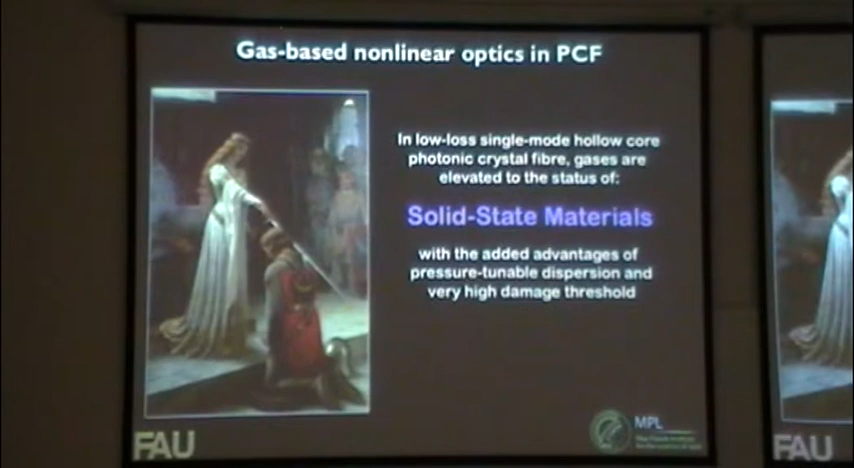 Gas-based nonlinear optics in PCF
In low-loss single-mode hollow core
photonic crystal fibre, gases are
elevated to the status of:
Solid-State Materials
with the added advantages of
pressure-tunable dispersion and
very high damage threshold
FAU
MPL
FAU